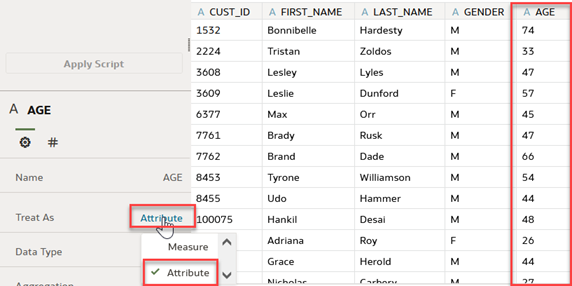 Apply Script
A AGE
#
Name AGE
Treat As Attribute
Measure
Attribute
Data Type
Aggregation
A CUST_ID A FIRST_NAME A LAST_NAME A GENDER A AGE
1532 Bonnibelle Hardesty M 74
2224 Tristan Zoldos M 33
3608 Lesley Lyles M 47
3609 Leslie Dunford F 57
6377 Max Orr M 45
7761 Brady Rusk M 47
7762 Brand Dade M 66
8453 Tyrone Williamson M 54
8455 Udo Hammer M 44
100075 Hankil Desai M 48
Adriana Roy F 26
Grace Herold M 44
Nicholas Carbery M 27